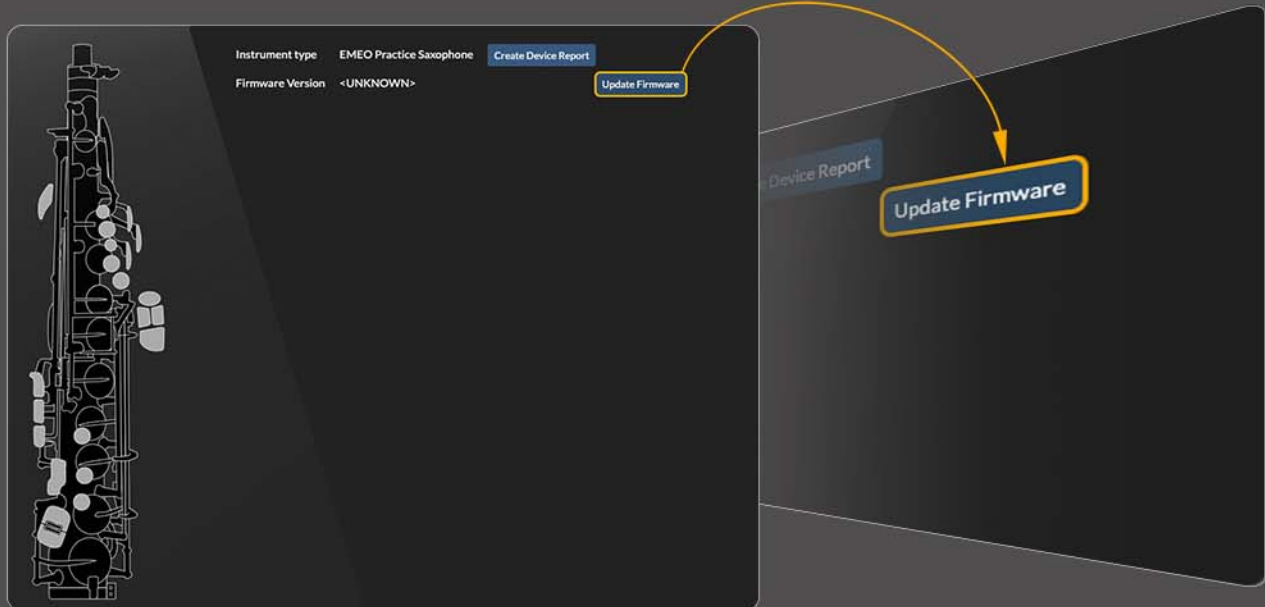 Instrument type EMEO Practice Saxophone Create Device Report
Firmware Version <UNKNOWN> Update Firmware
Device Report
Update Firmware